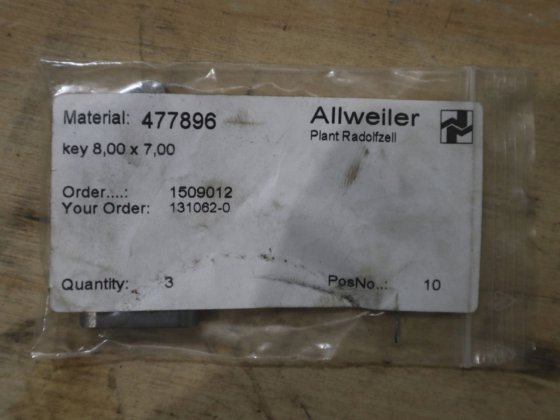 Material: 477896
Allweiler
Plant Radolfzell
key 8,00 x 7,00
Order....: 1509012
Your Order: 131062-0
Quantity: 3
PosNo..: 10